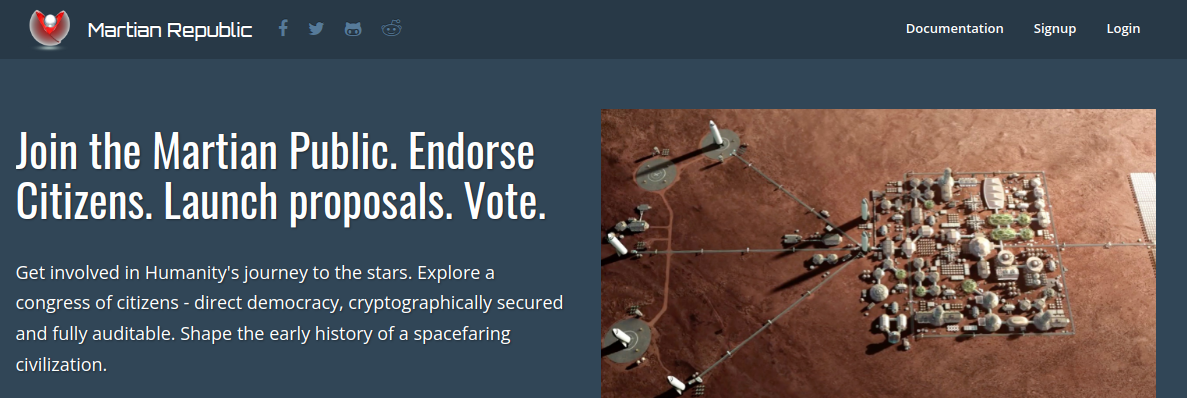 Martian Republic
Documentation Signup Login
Join the Martian Public. Endorse
Citizens. Launch proposals. Vote.
Get involved in Humanity's journey to the stars. Explore a
congress of citizens - direct democracy, cryptographically secured
and fully auditable. Shape the early history of a spacefaring
civilization.